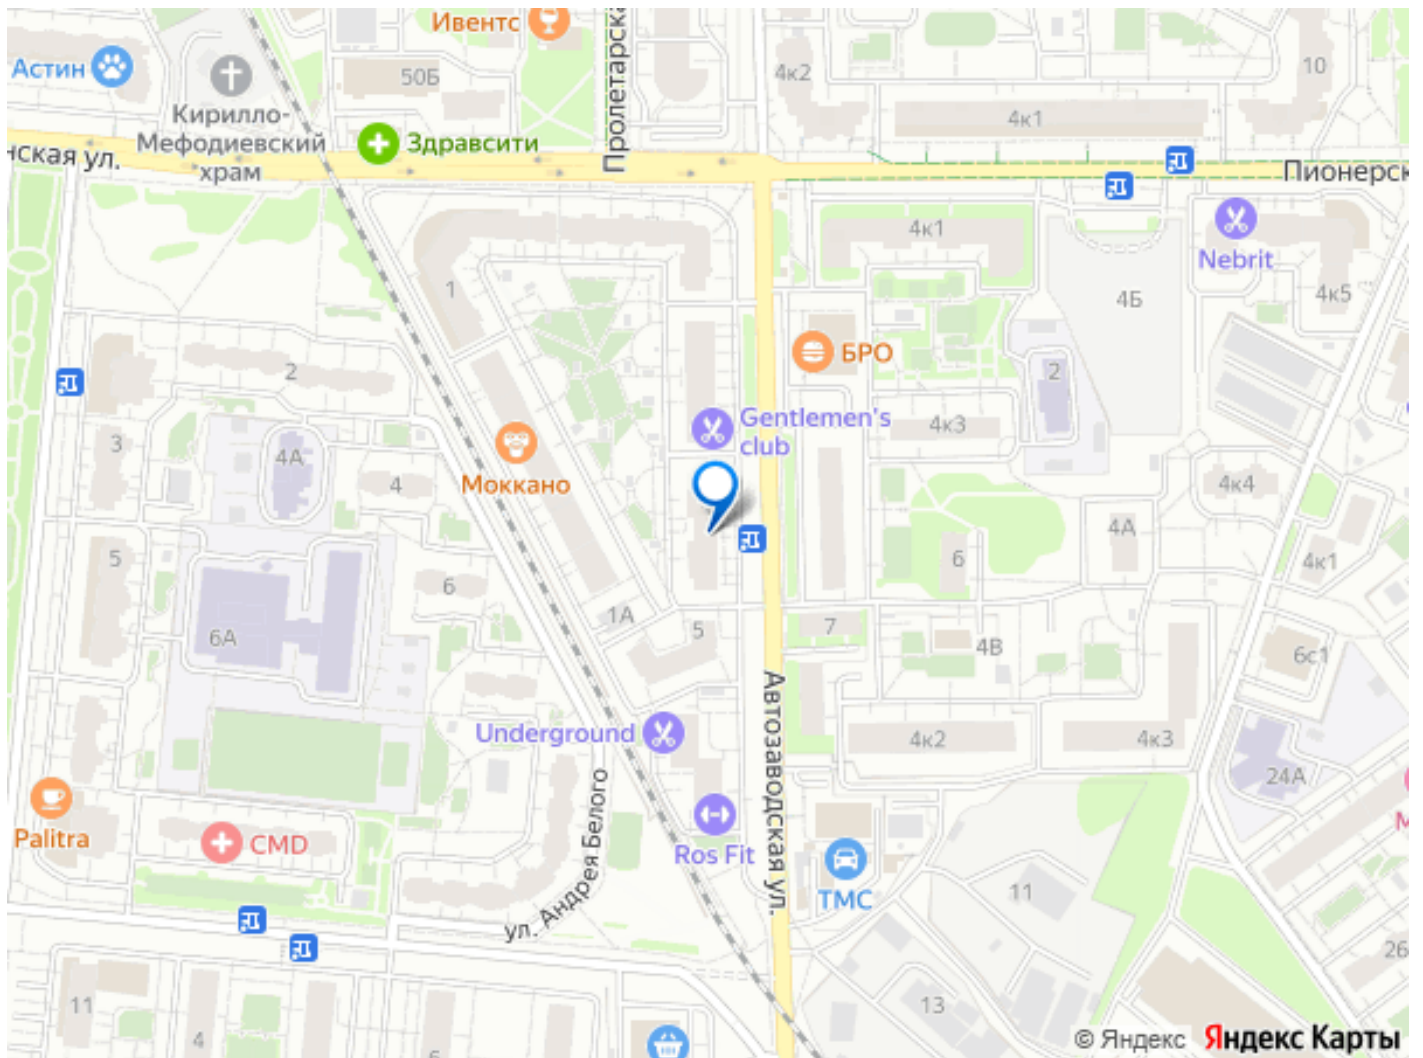 Ивентс
Астин
50Б
Пролетарска
4к2
10
Кирилло-
Мефодиевский
храм
Здравсити
4к1
нская ул.
Пионерск
4к1
Nebrit
1
4Б
4к5
БРО
2
2
Gentlemen's
club
4к3
3
4А
Моккано
4
4к4
4А
5
6
6
4к1
1А
5
7
6А
4В
6с1
Автозаводская ул.
Underground
4к2
4к3
24А
ул. Андрея Белого
Palitra
CMD
Ros Fit
М
ТМС
11
26
11
13
4
6
© Яндекс Яндекс Карты